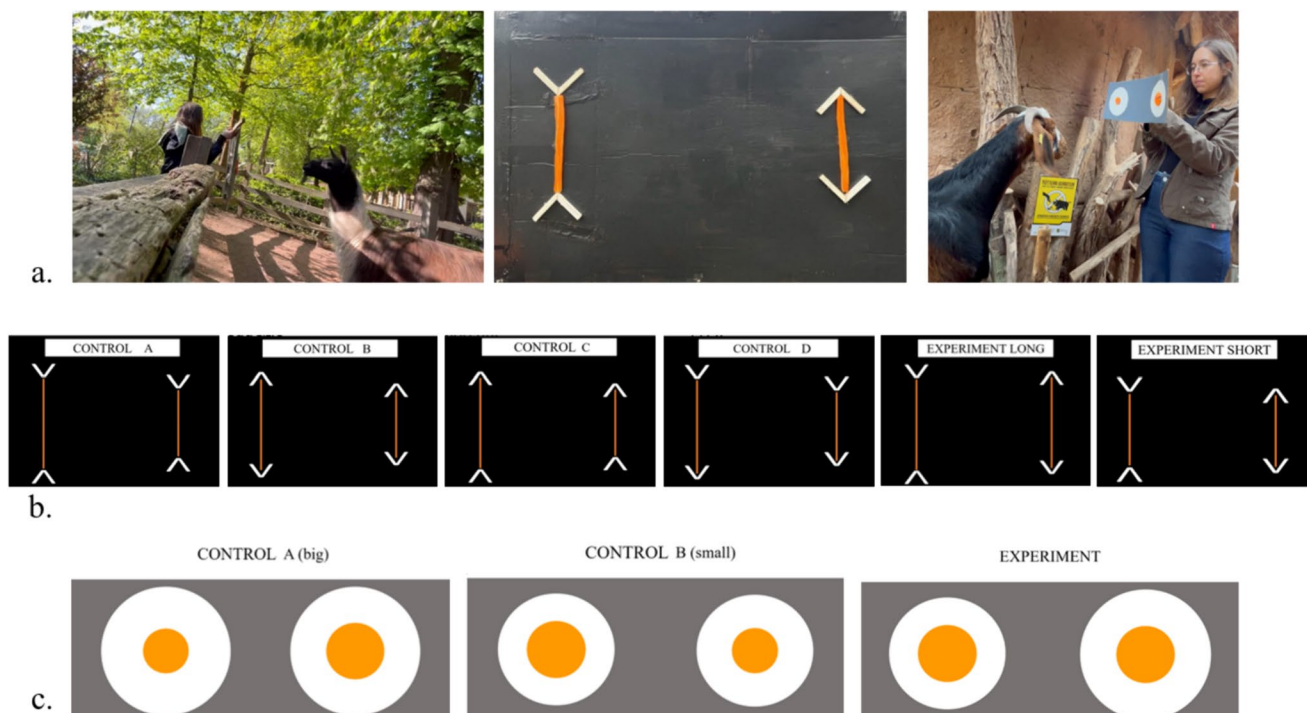 a.
CONTROL A
CONTROL B
CONTROL C
CONTROL D
EXPERIMENT LONG
EXPERIMENT SHORT
b.
CONTROL A (big)
CONTROL B (small)
EXPERIMENT
c.